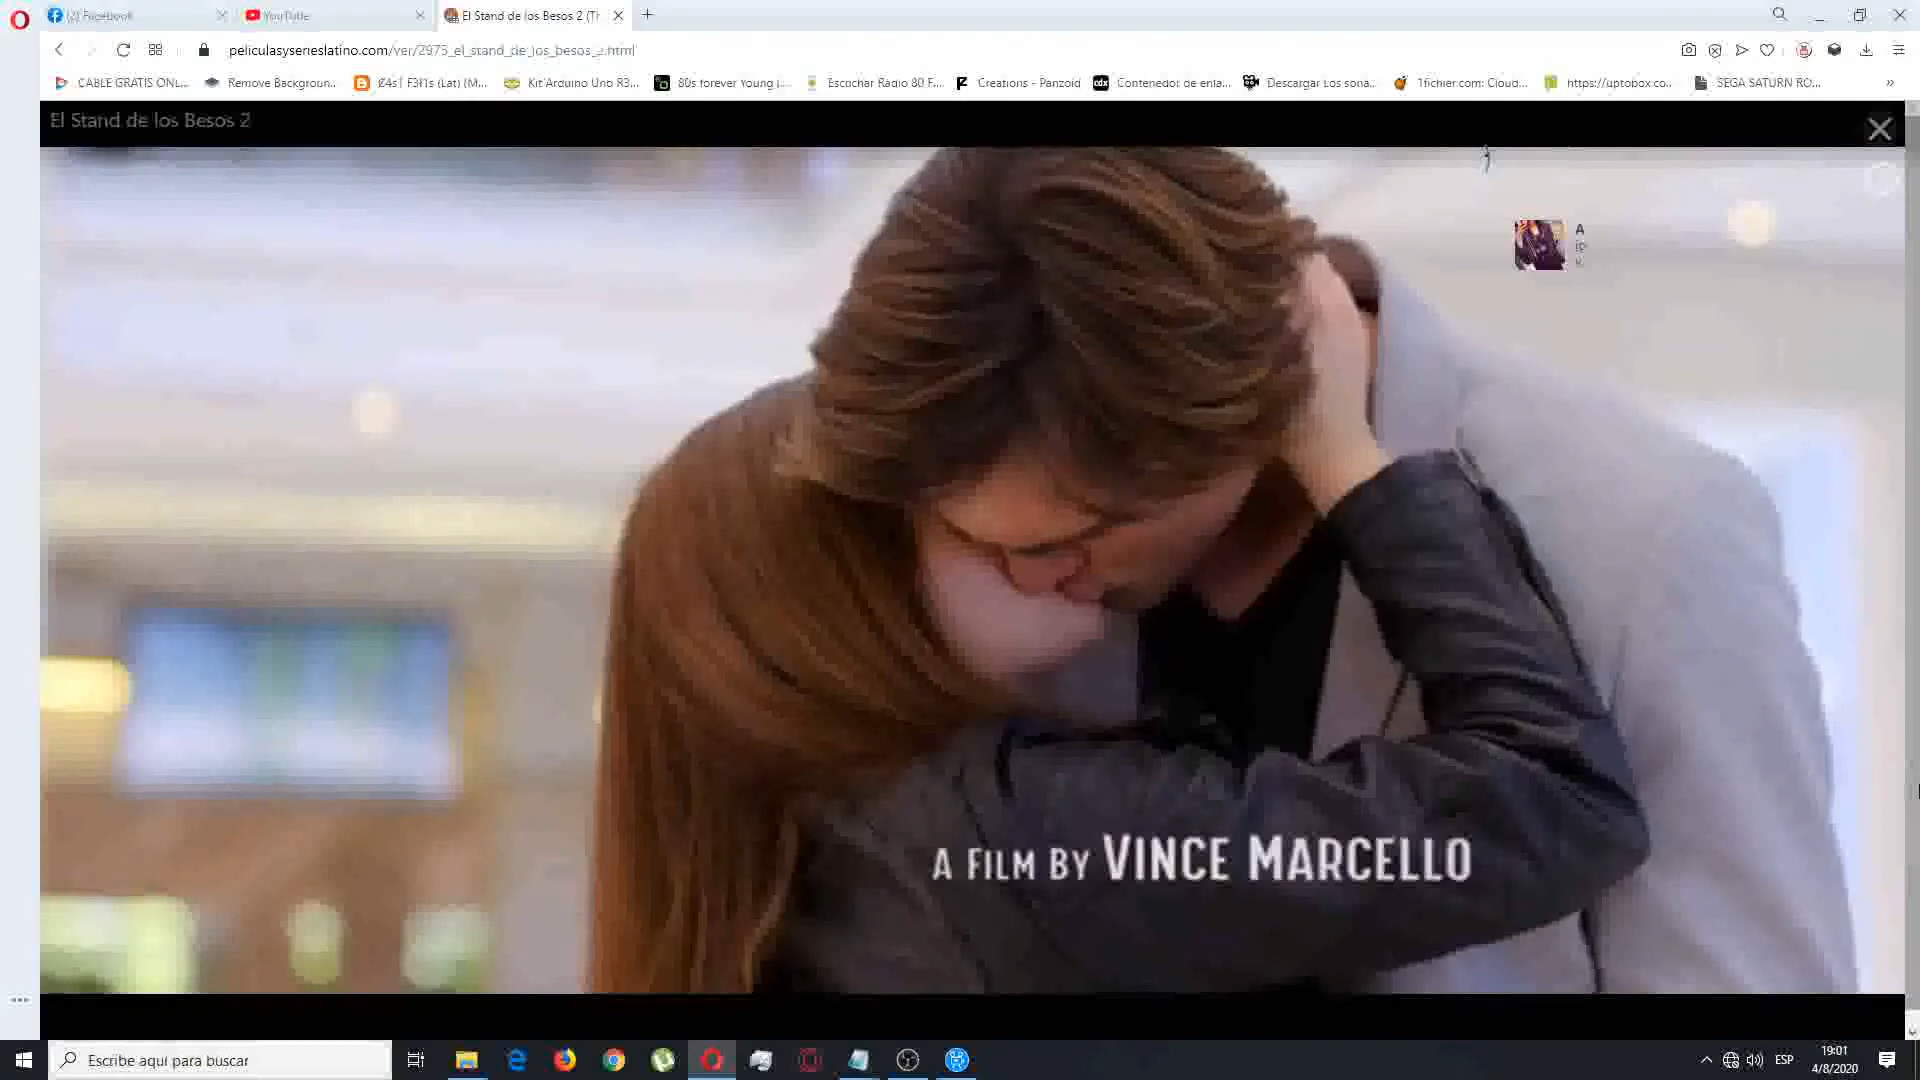 (2) Facebook
YouTube
El Stand de los Besos 2 (Th
peliculasyserieslatino.com/ver/2975_el_stand_de_los_besos_2.html
CABLE GRATIS ONL...
Remove Backgroun...
Kit Arduino Uno R3...
80s forever Young |...
Escuchar Radio 80 F...
Creations - Panzoid
Contenedor de enla...
Descargar Los sona...
1fichier.com: Cloud...
https://uptobox.co...
SEGA SATURN RO...
El Stand de los Besos 2
A
A FILM BY VINCE MARCELLO
Escribe aquí para buscar
ESP
19:01
4/8/2020